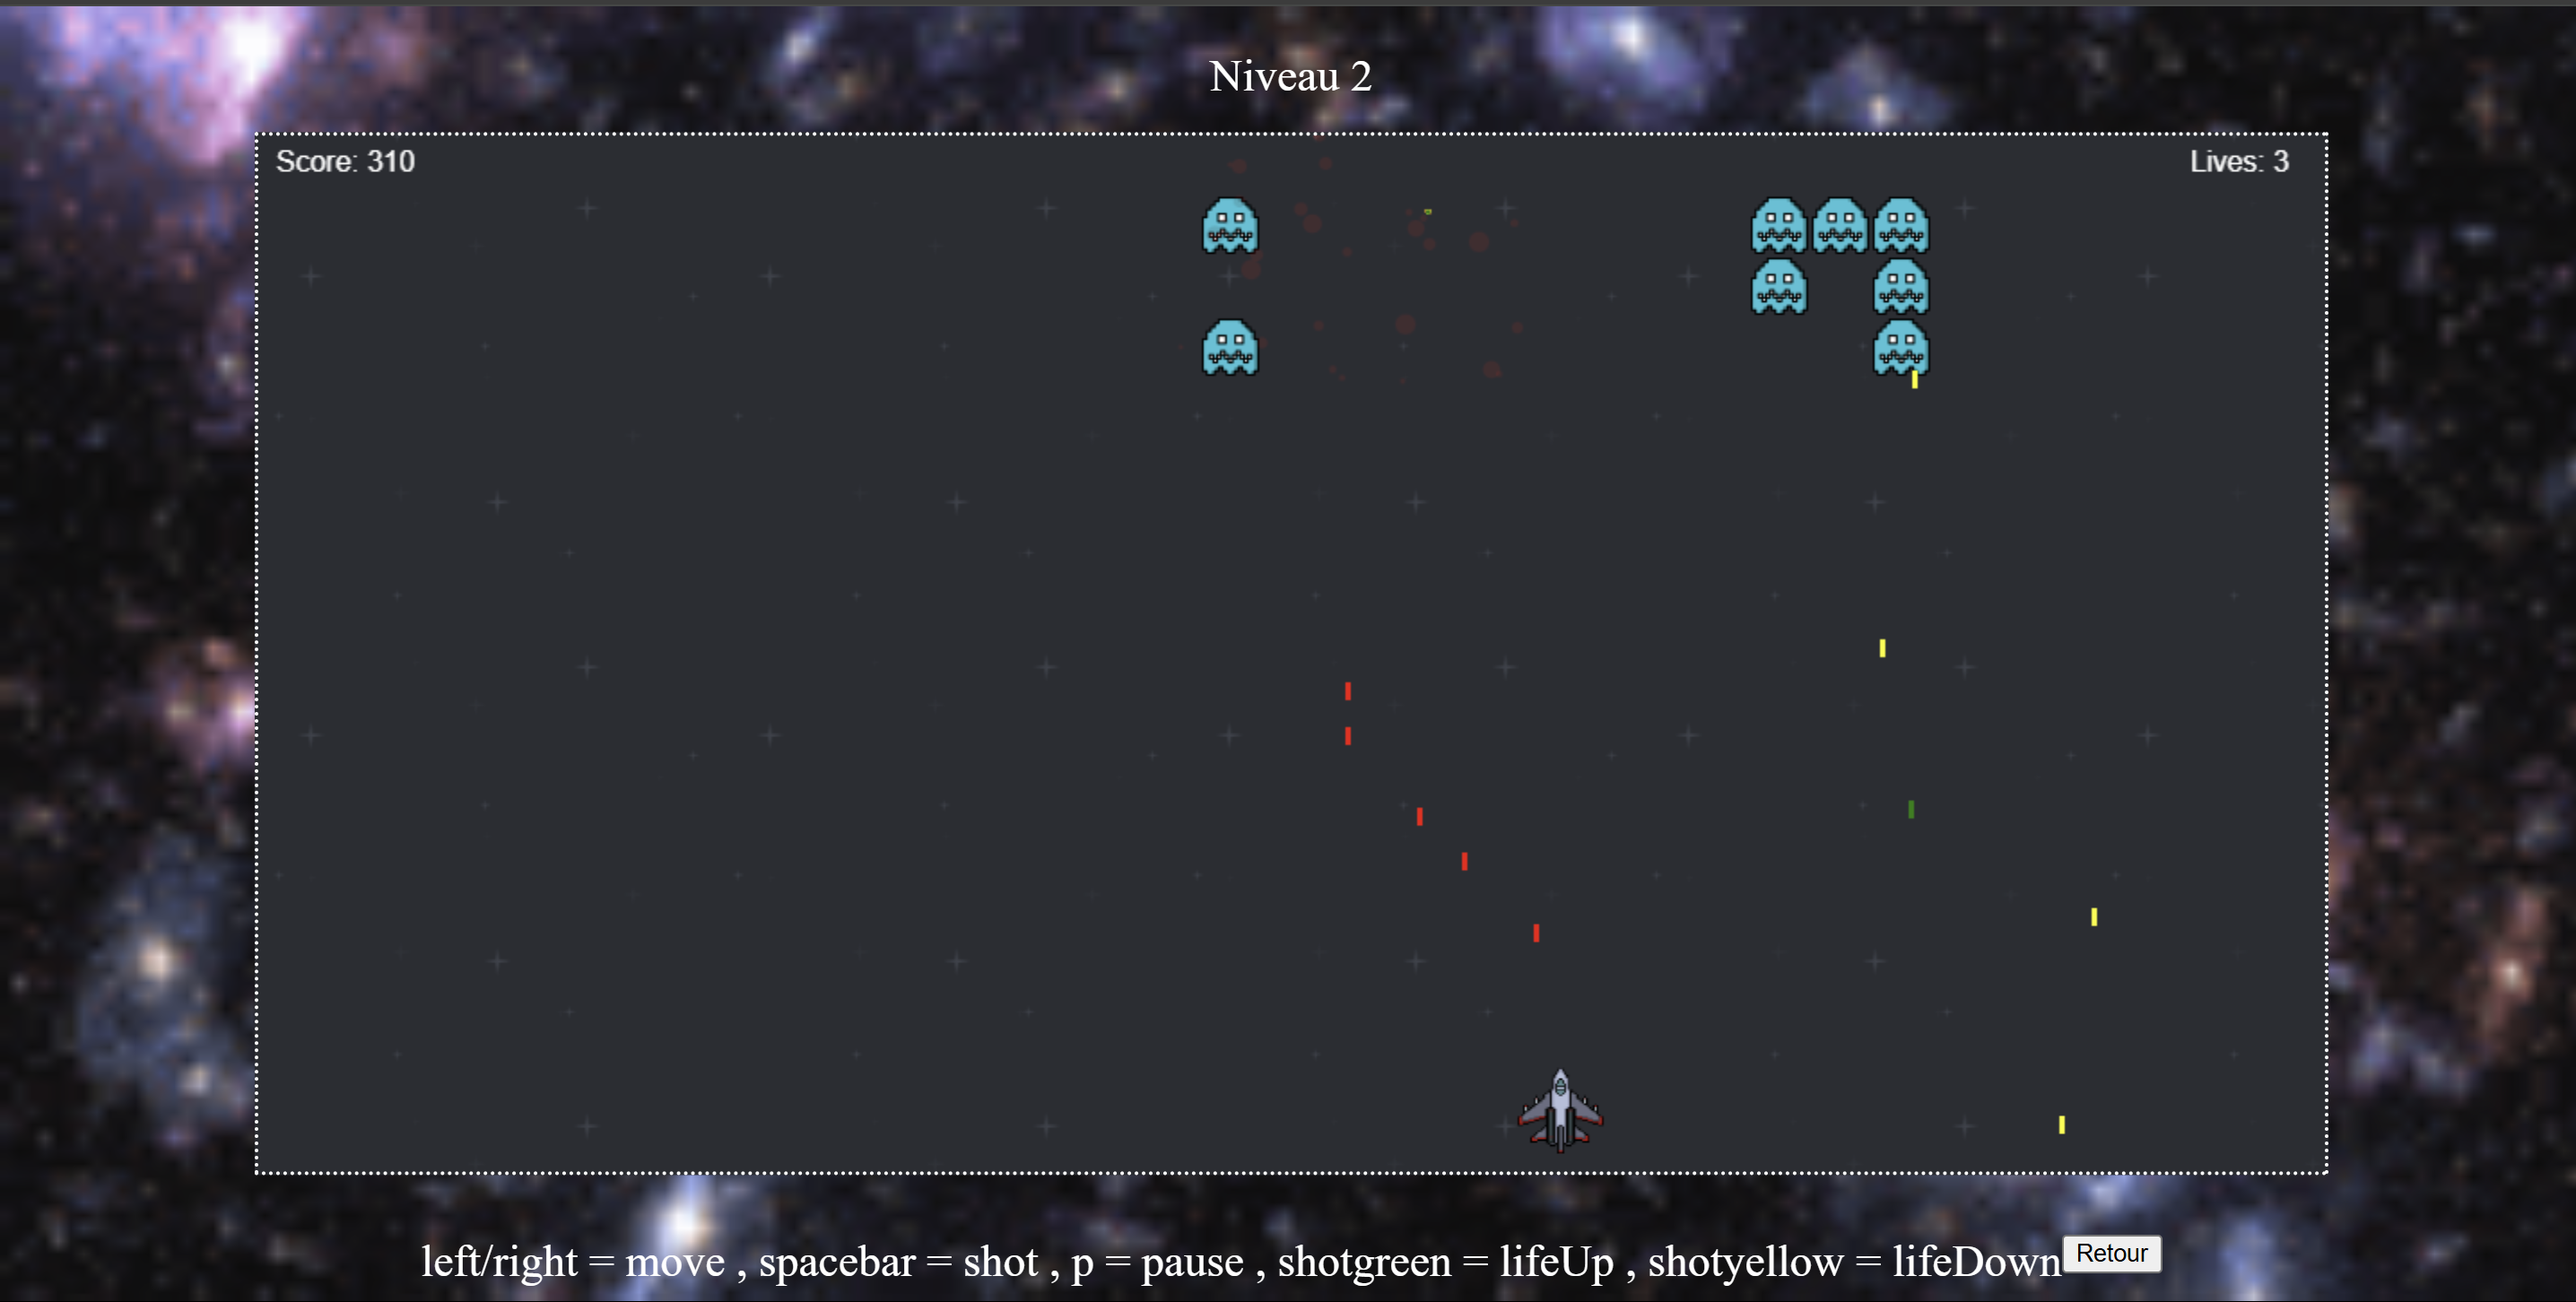 Niveau 2
Score: 310
Lives: 3
left/right = move , spacebar = shot , p = pause , shotgreen = lifeUp , shotyellow = lifeDown Retour